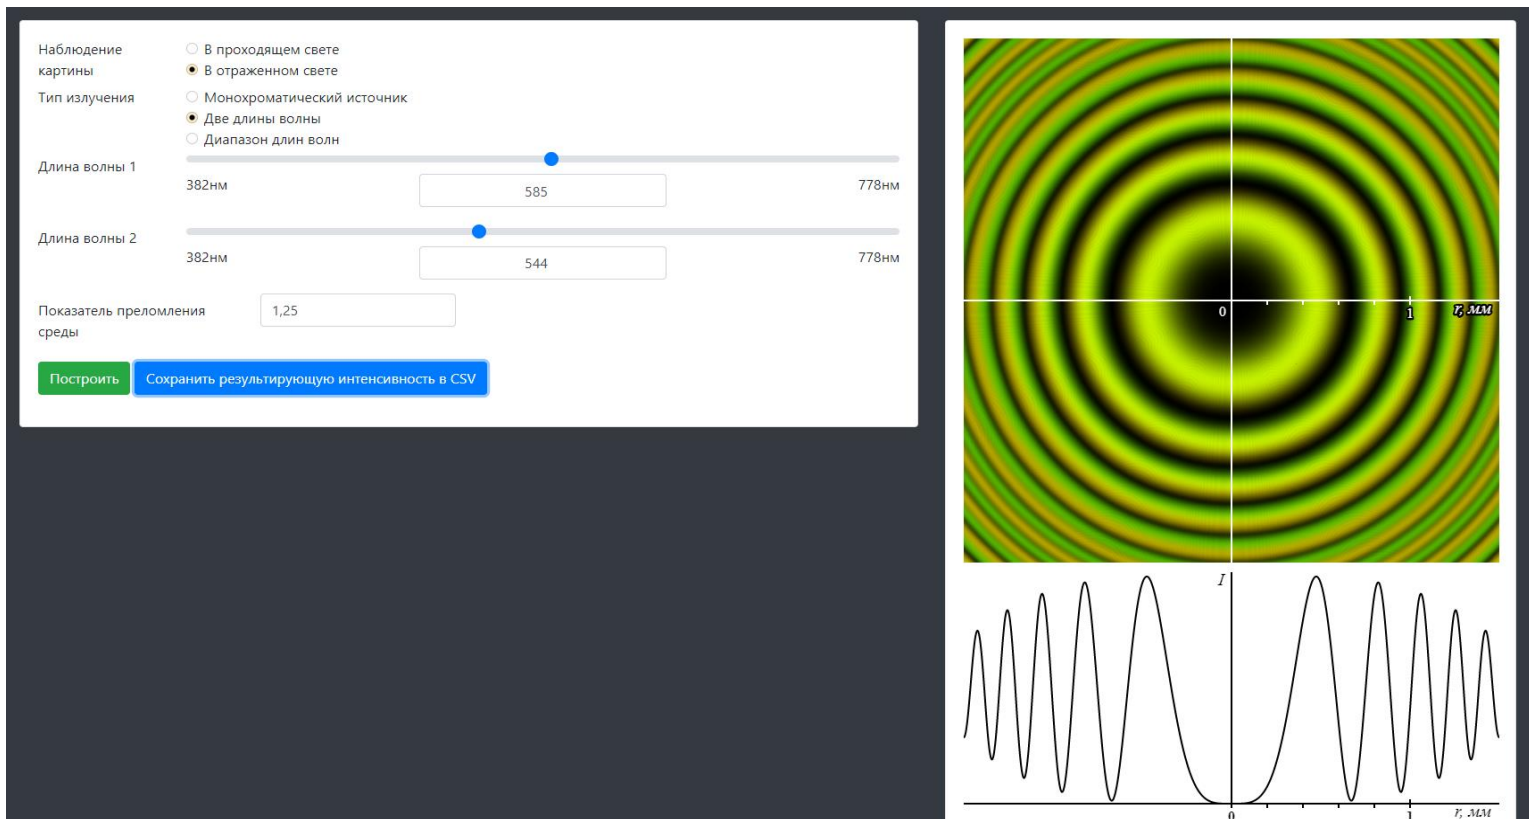 Наблюдение
картины
В проходящем свете
В отраженном свете
Тип излучения
Монохроматический источник
Две длины волны
Диапазон длин волн
Длина волны 1
382нм
585
778нм
Длина волны 2
382нм
544
778нм
Показатель преломления
среды
1,25
Построить
Сохранить результирующую интенсивность в CSV
0
1
r, мм
I
0
1
r, мм